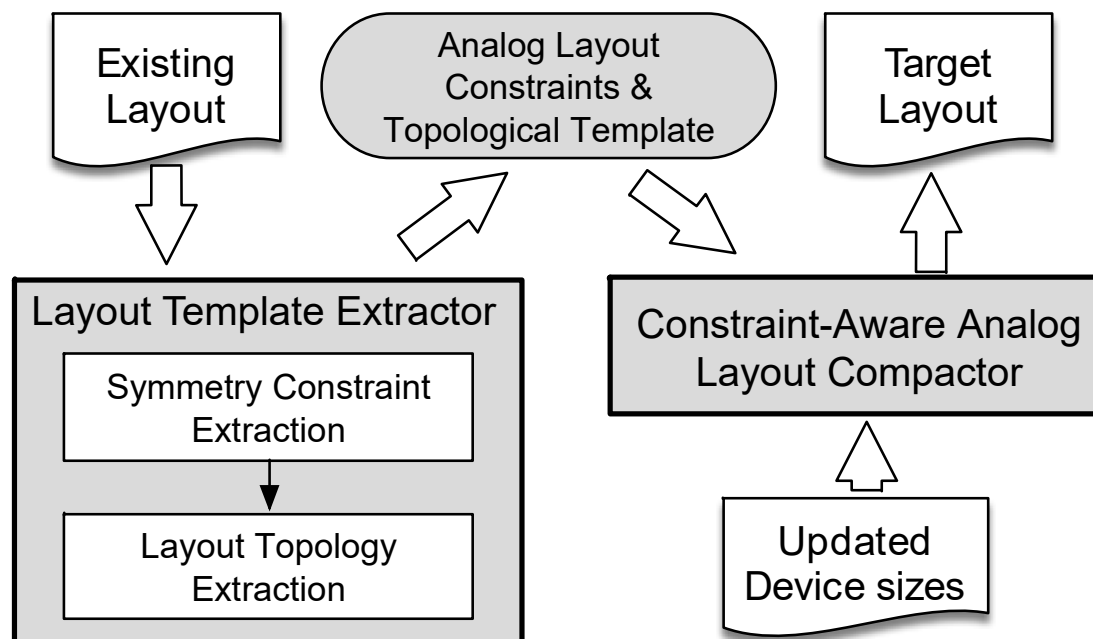 Existing
Layout
Analog Layout
Constraints &
Topological Template
Target
Layout
Layout Template Extractor
Symmetry Constraint
Extraction
Layout Topology
Extraction
Constraint-Aware Analog
Layout Compactor
Updated
Device sizes